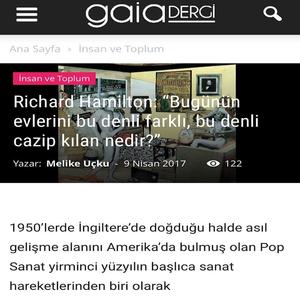 gaiaDERGİ
Ana Sayfa › İnsan ve Toplum
İnsan ve Toplum
Richard Hamilton: “Bugünün
evlerini bu denli farklı, bu denli
cazip kılan nedir?”
Yazar: Melike Uçku - 9 Nisan 2017 122
1950’lerde İngiltere’de doğduğu halde asıl
gelişme alanını Amerika’da bulmuş olan Pop
Sanat yirminci yüzyılın başlıca sanat
hareketlerinden biri olarak